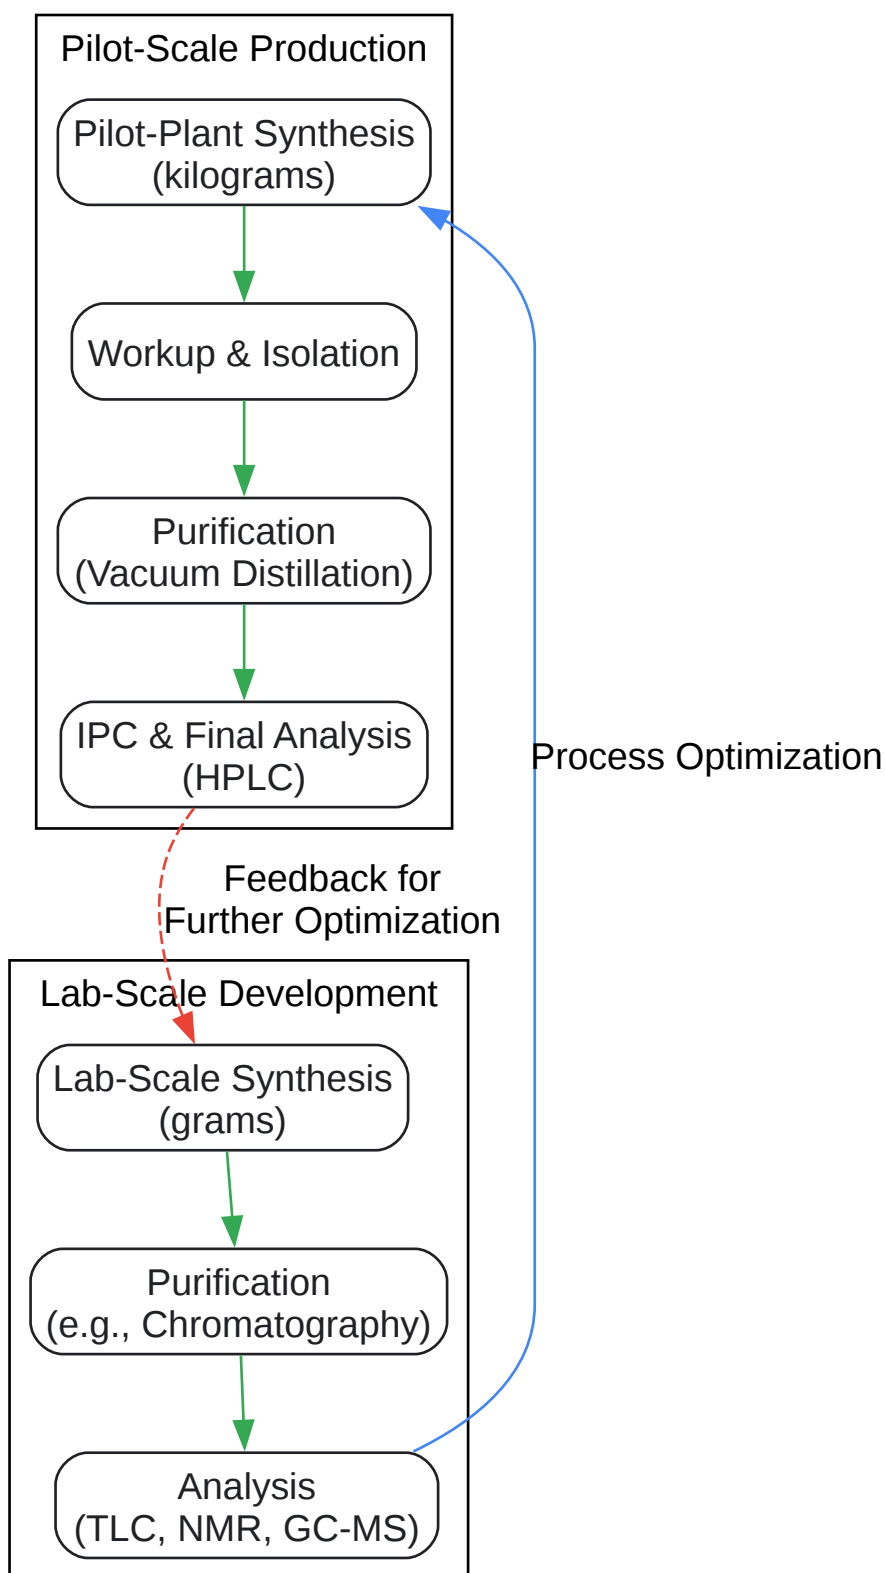 Pilot-Scale Production
Pilot-Plant Synthesis
(kilograms)
Workup & Isolation
Purification
(Vacuum Distillation)
IPC & Final Analysis
(HPLC)
Process Optimization
Feedback for
Further Optimization
Lab-Scale Development
Lab-Scale Synthesis
(grams)
Purification
(e.g., Chromatography)
Analysis
(TLC, NMR, GC-MS)